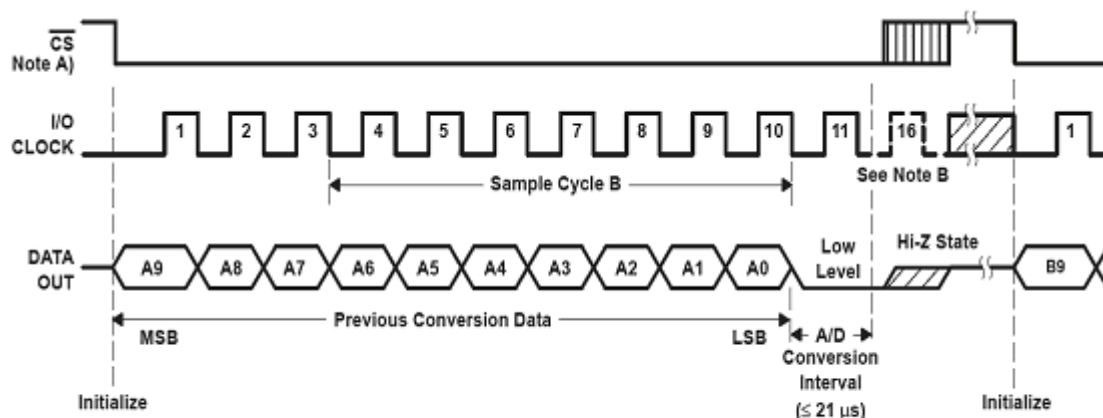 CS
Note A)
I/O
CLOCK
1 2 3 4 5 6 7 8 9 10 11 16 1
See Note B
Sample Cycle B
DATA
OUT
A9 A8 A7 A6 A5 A4 A3 A2 A1 A0
Low
Level
Hi-Z State
B9
Previous Conversion Data
MSB
LSB
A/D
Conversion
Interval
(≤ 21 μs)
Initialize
Initialize